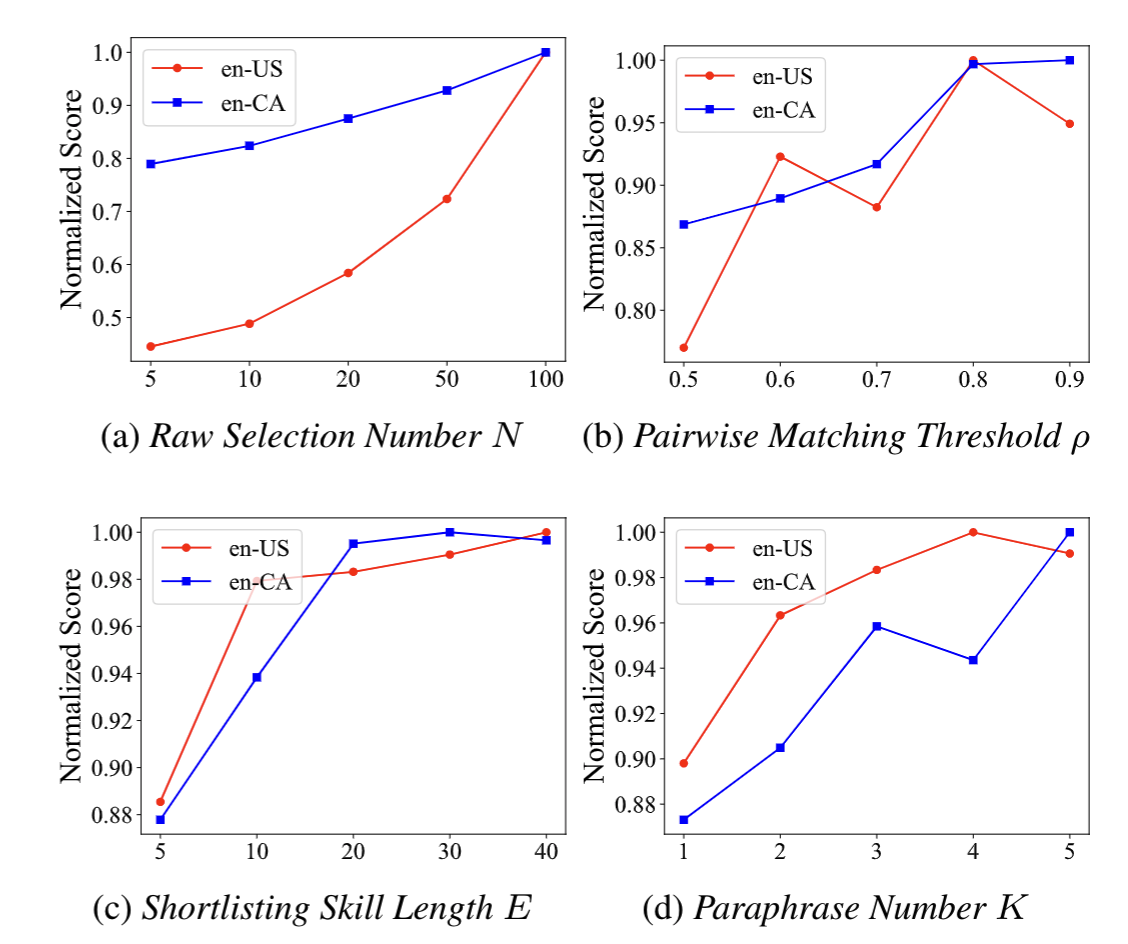 1.0
0.9
0.8
0.7
0.6
0.5
Normalized Score
en-US
en-CA
5 10 20 50 100
(a) Raw Selection Number N
1.00
0.95
0.90
0.85
0.80
Normalized Score
en-US
en-CA
0.5 0.6 0.7 0.8 0.9
(b) Pairwise Matching Threshold ρ
1.00
0.98
0.96
0.94
0.92
0.90
0.88
Normalized Score
en-US
en-CA
5 10 20 30 40
(c) Shortlisting Skill Length E
1.00
0.98
0.96
0.94
0.92
0.90
0.88
Normalized Score
en-US
en-CA
1 2 3 4 5
(d) Paraphrase Number K